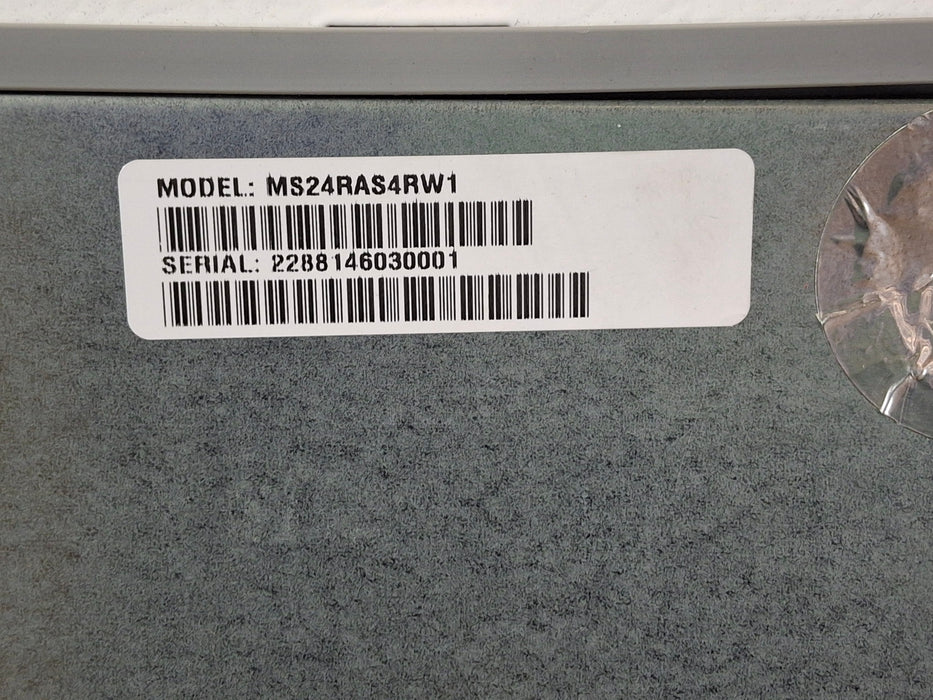 MODEL: MS24RAS4RW1
SERIAL: 2288146030001